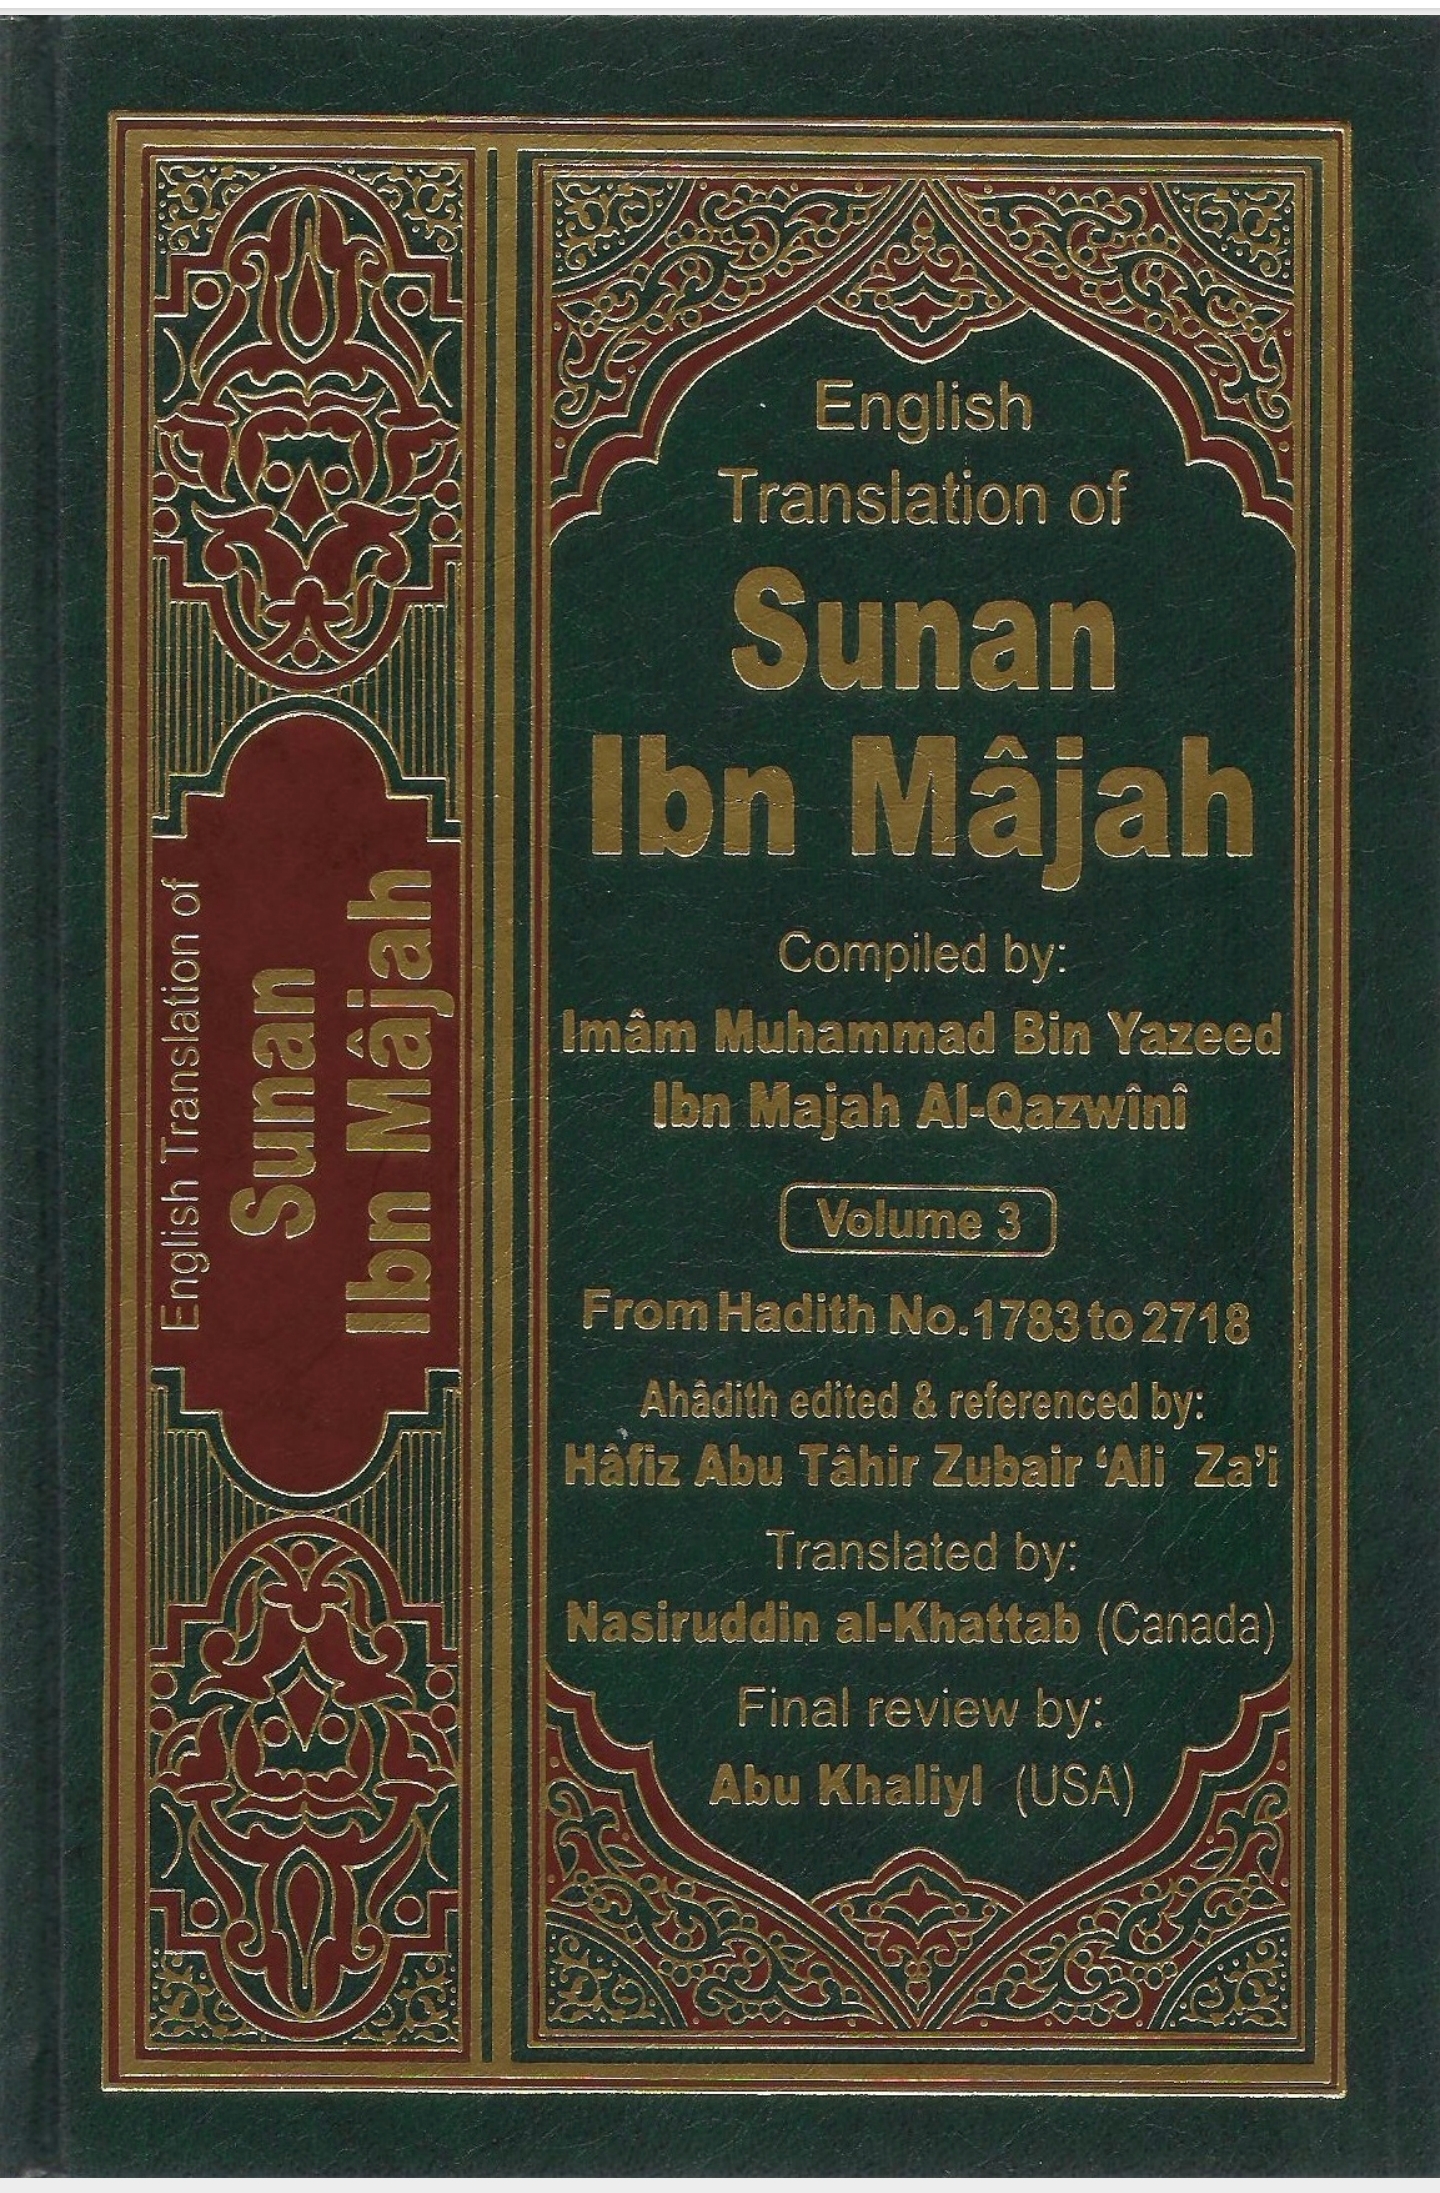 English Translation of
Sunan
Ibn Mâjah
English
Translation of
Sunan
Ibn Mâjah
Compiled by:
Imâm Muhammad Bin Yazeed
Ibn Majah Al-Qazwînî
Volume 3
From Hadith No. 1783 to 2718
Ahâdith edited & referenced by:
Hâfiz Abu Tâhir Zubair ‘Ali Za’i
Translated by:
Nasiruddin al-Khattab (Canada)
Final review by:
Abu Khaliyl (USA)